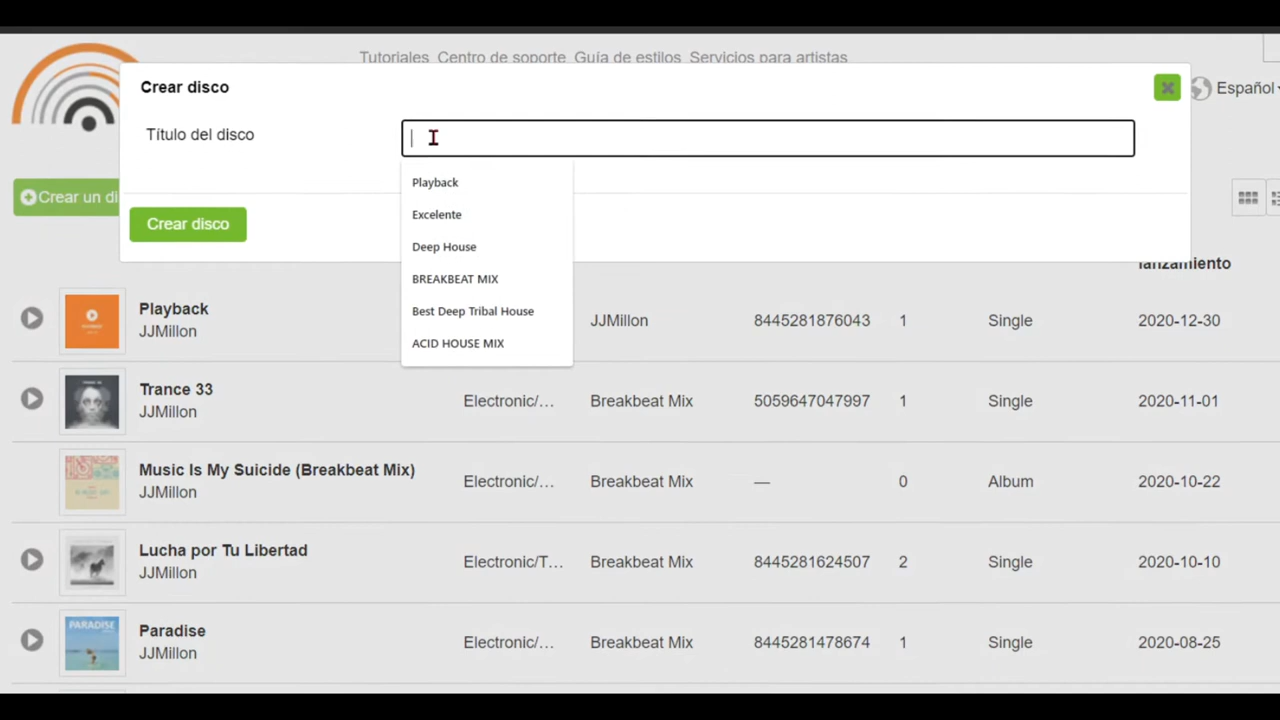 Tutoriales Centro de soporte Guía de estilos Servicios para artistas
Crear disco
Español
Título del disco
Crear un di
Playback
Excelente
Deep House
BREAKBEAT MIX
Best Deep Tribal House
ACID HOUSE MIX
Crear disco
lanzamiento
Playback
JJMillon
JJMillon 8445281876043 1 Single 2020-12-30
Trance 33
JJMillon
Electronic/... Breakbeat Mix 5059647047997 1 Single 2020-11-01
Music Is My Suicide (Breakbeat Mix)
JJMillon
Electronic/... Breakbeat Mix — 0 Album 2020-10-22
Lucha por Tu Libertad
JJMillon
Electronic/T... Breakbeat Mix 8445281624507 2 Single 2020-10-10
PARADISE
Paradise
JJMillon
Electronic/... Breakbeat Mix 8445281478674 1 Single 2020-08-25